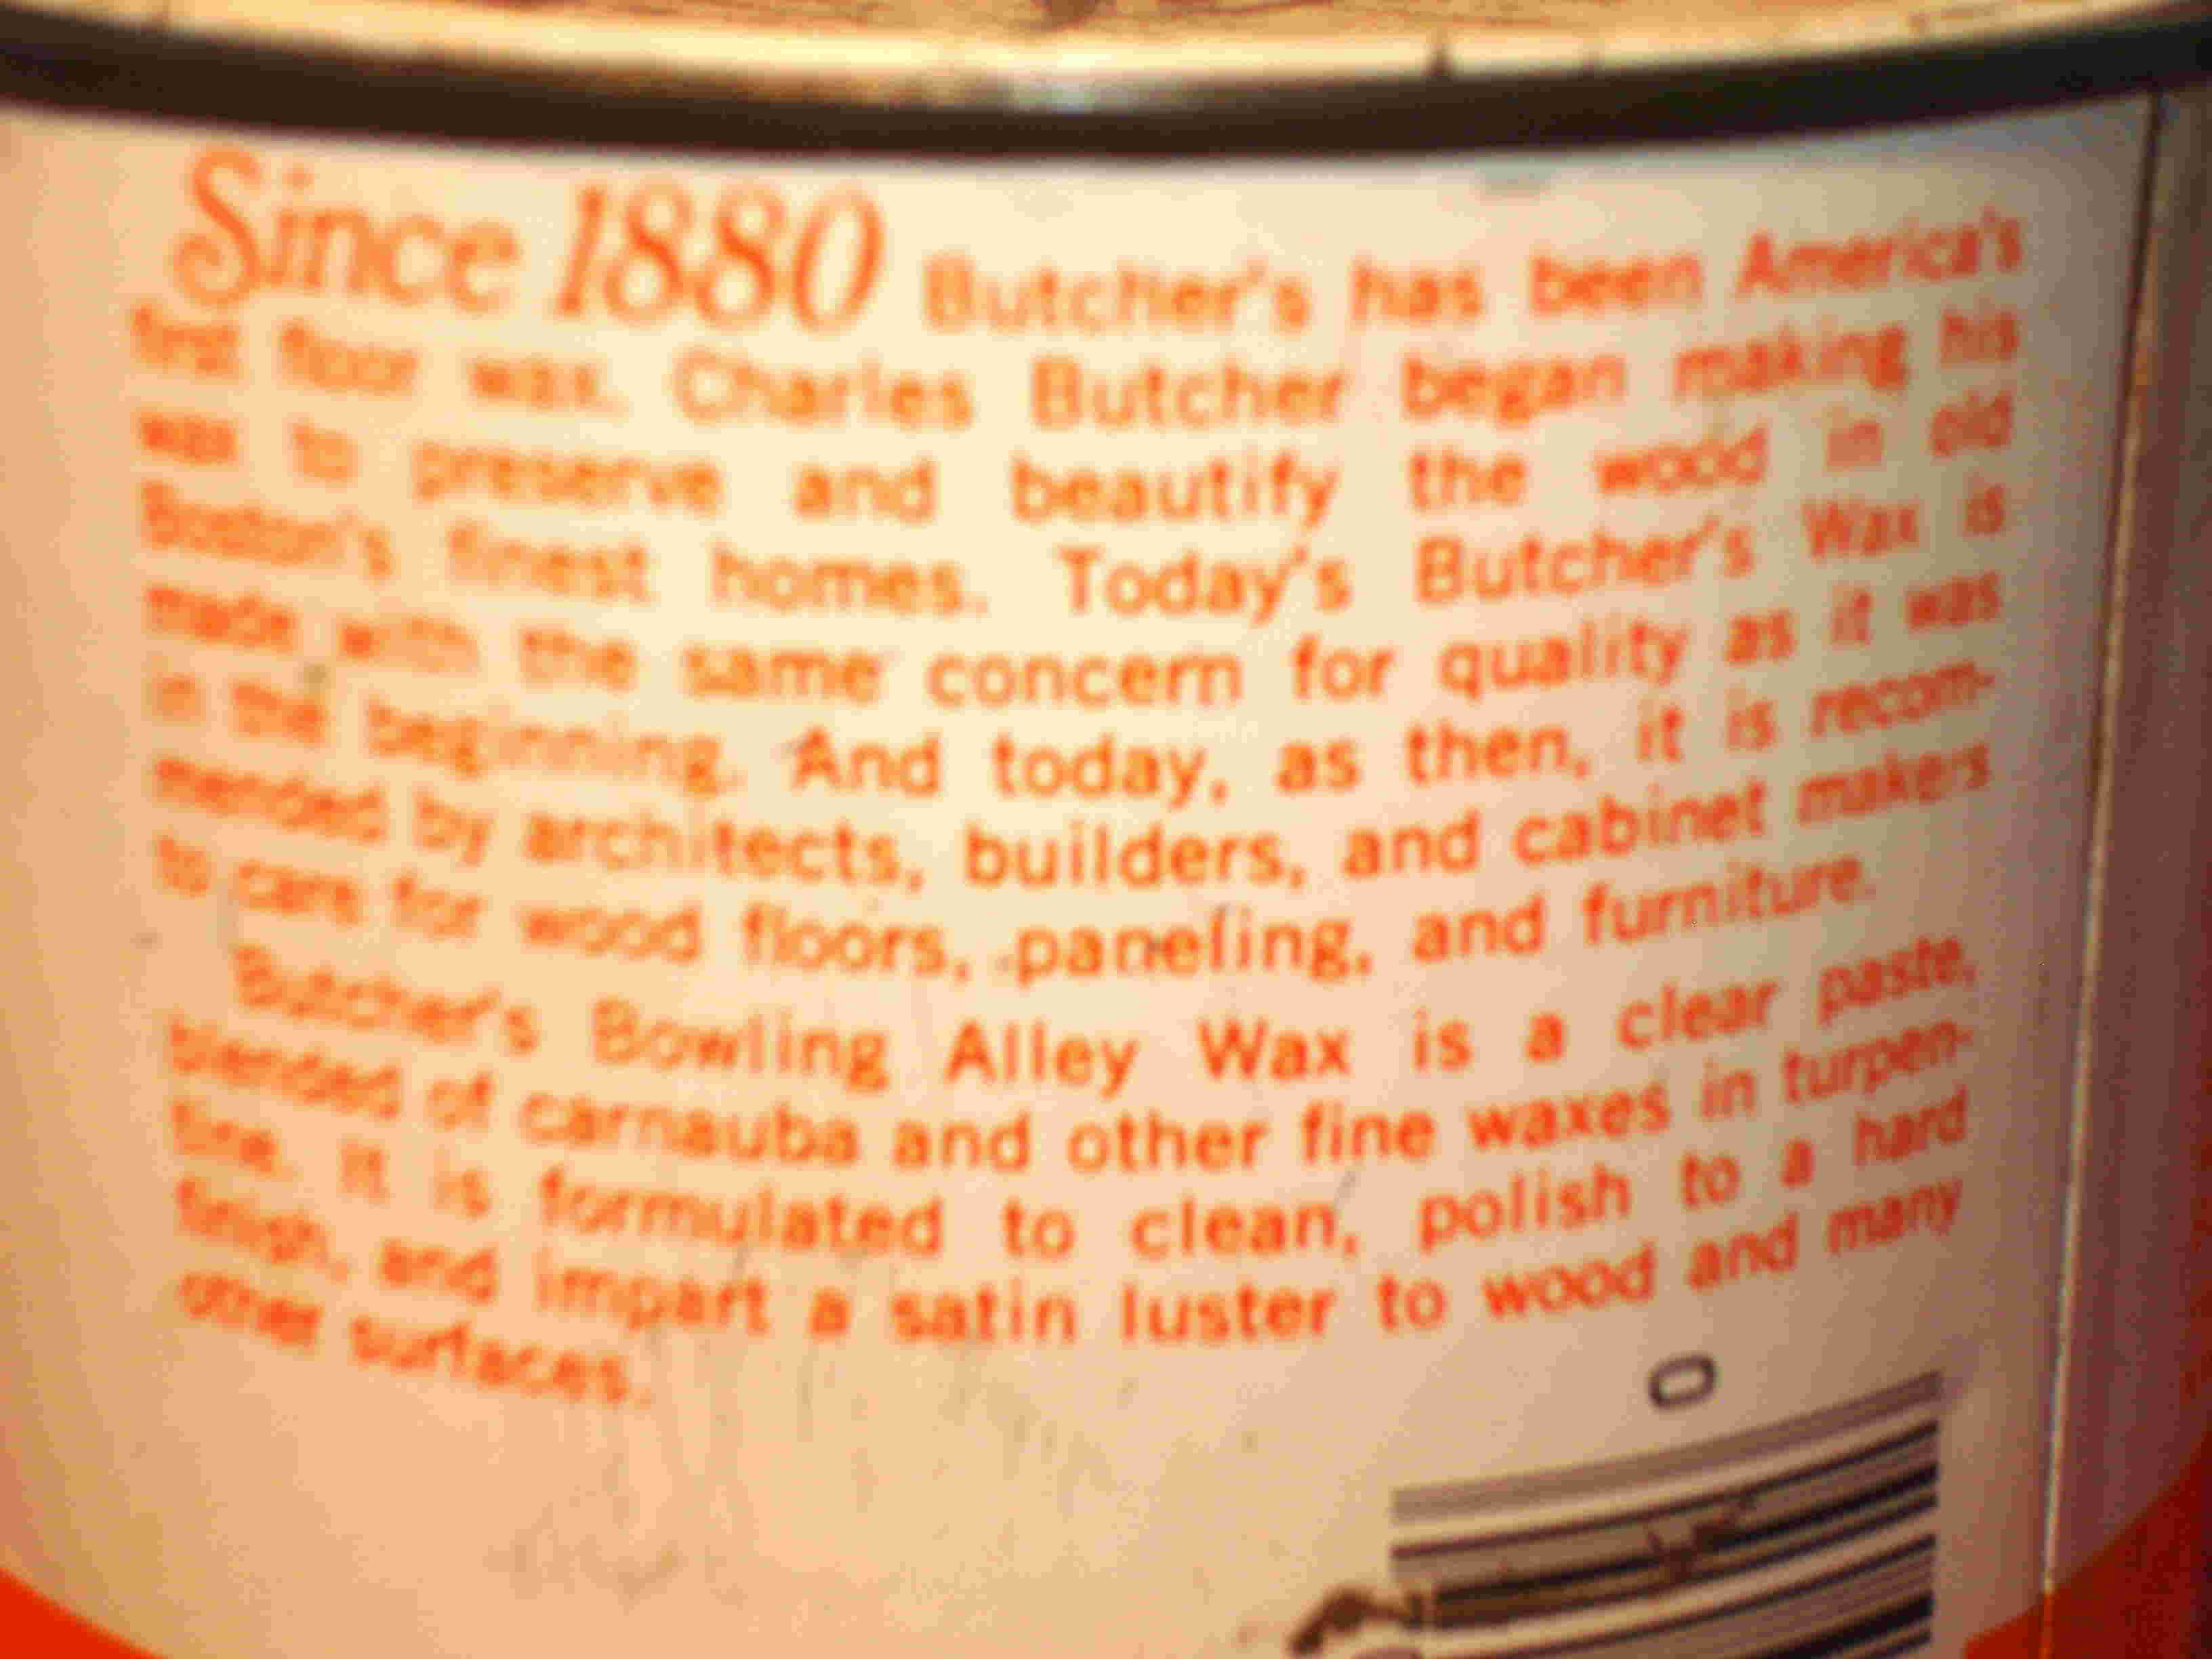 Since 1880 Butcher's has been America's
first floor wax. Charles Butcher began making his
wax to preserve and beautify the wood in old
Boston's finest homes. Today's Butcher's Wax is
made with the same concern for quality as it was
in the beginning. And today, as then, it is recom-
mended by architects, builders, and cabinet makers
to care for wood floors, paneling, and furniture.
Butcher's Bowling Alley Wax is a clear paste,
blended of carnauba and other fine waxes in turpen-
tine. It is formulated to clean, polish to a hard
finish, and impart a satin luster to wood and many
other surfaces.
0